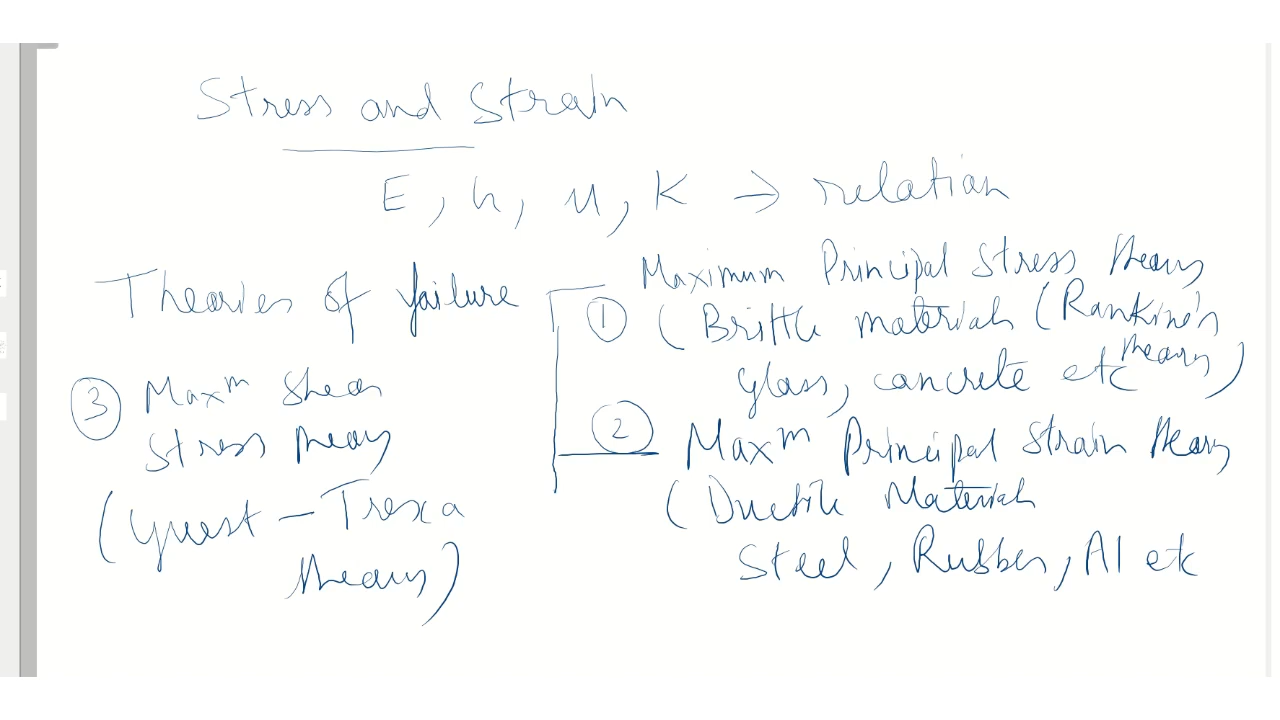 Stress and Strain
E, h, u, K → relation
Theories of failure
① Maximum Principal Stress theory
( Brittle materials (Rankine's theory)
glass, concrete etc )
② Maxᵐ Principal Strain theory
( Ductile Materials
Steel, Rubber, Al etc
③ Maxᵐ Shear
Stress theory
(Guest – Tresca
theory)